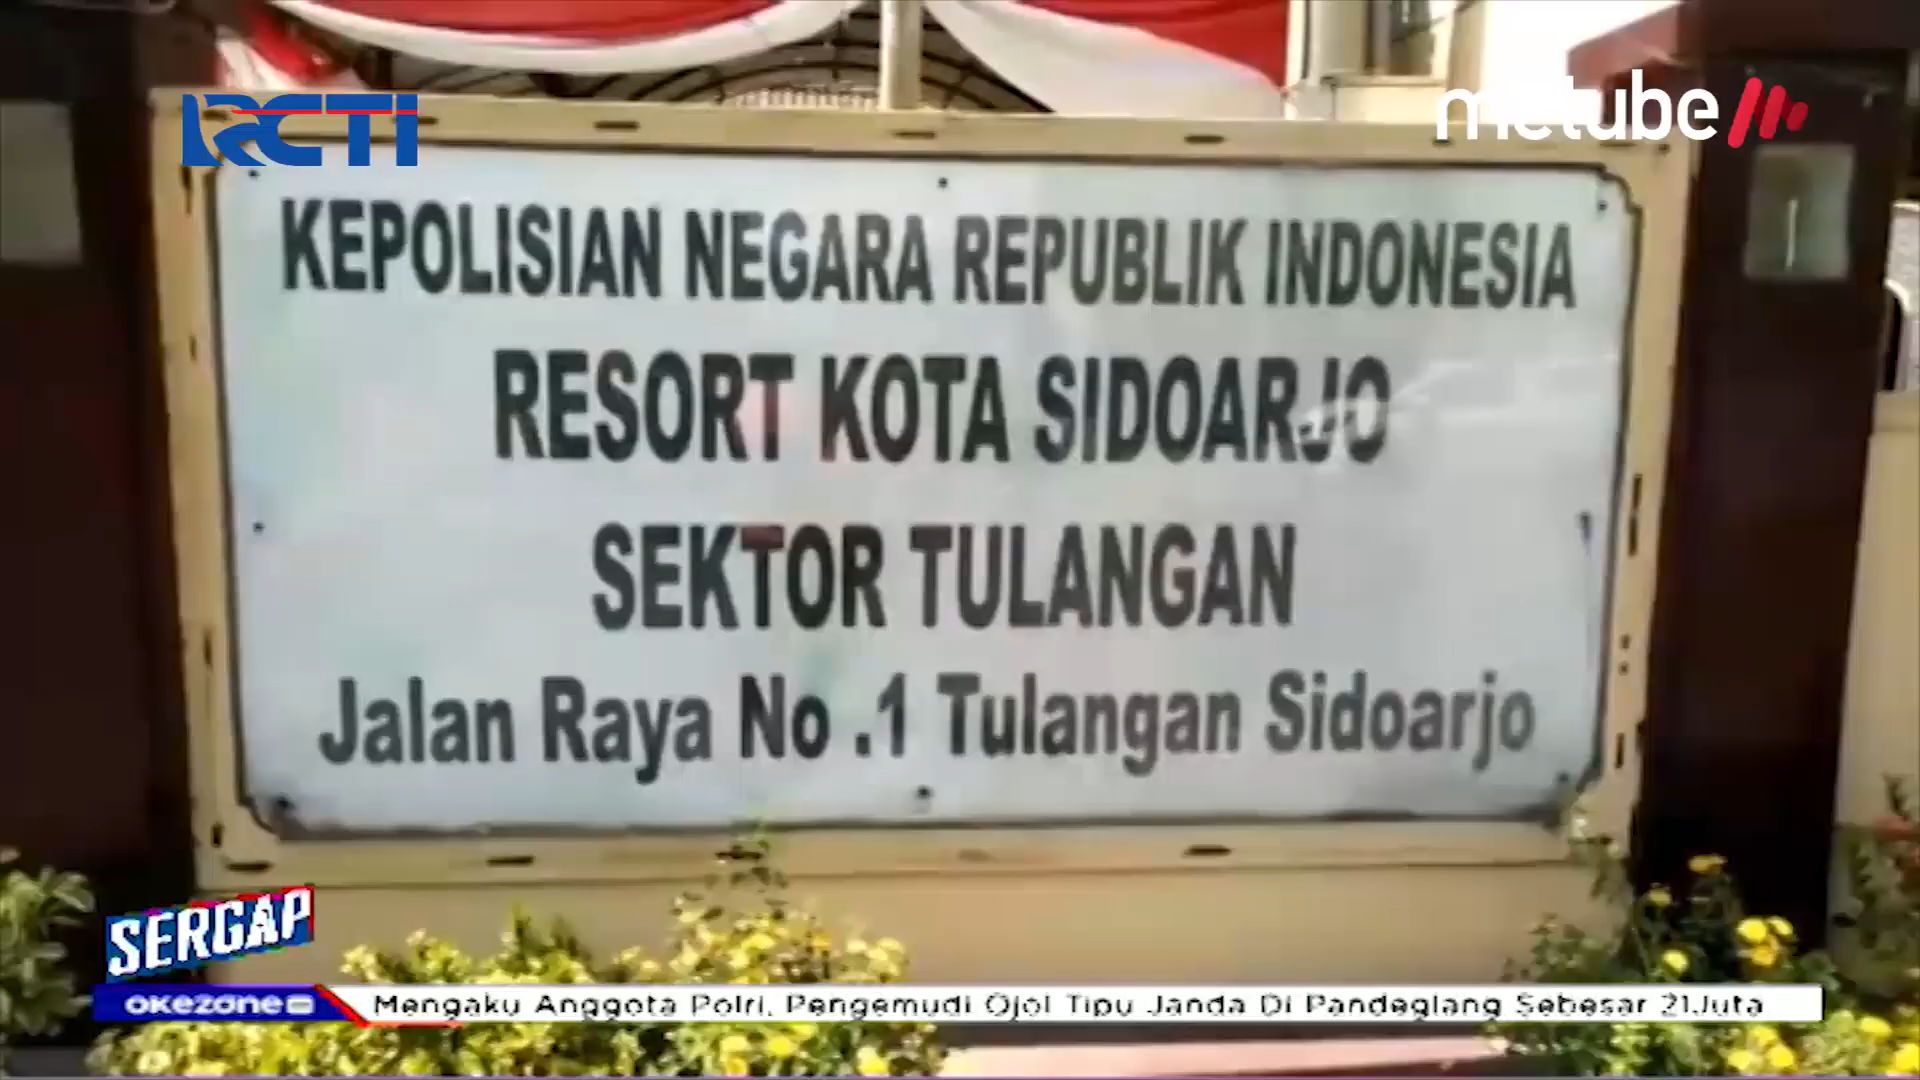 RCTI
metube
KEPOLISIAN NEGARA REPUBLIK INDONESIA
RESORT KOTA SIDOARJO
SEKTOR TULANGAN
Jalan Raya No .1 Tulangan Sidoarjo
SERGAP
okezone
Mengaku Anggota Polri, Pengemudi Ojol Tipu Janda Di Pandeglang Sebesar 21Juta